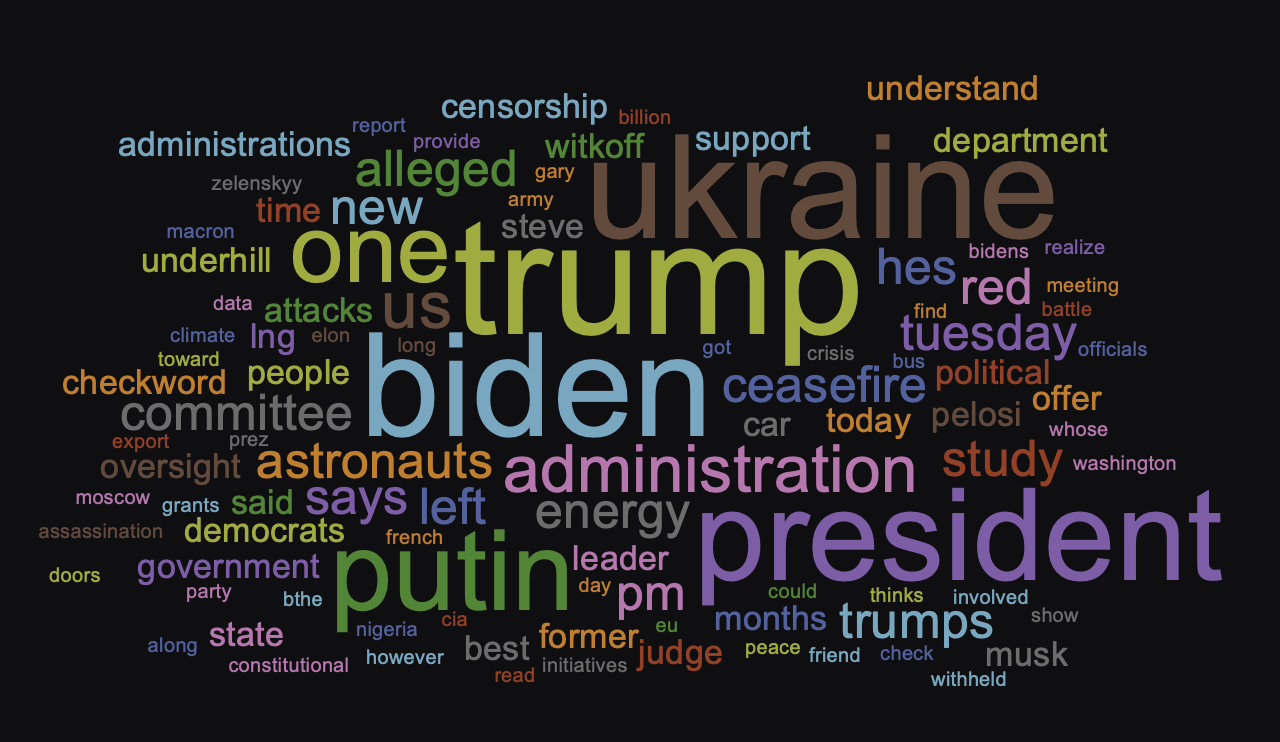 understand
censorship
billion
report
administrations
provide
witkoff
support
department
alleged
ukraine
gary
zelenskyy
army
time
new
steve
macron
one
trump
underhill
hes
bidens
realize
red
meeting
data
attacks
us
find
battle
climate
lng
elon
long
tuesday
got
crisis
officials
toward
people
bus
checkword
biden
ceasefire
political
offer
committee
car
today
pelosi
whose
export
prez
oversight
astronauts
administration
study
washington
moscow
grants
said
says
left
energy
president
assassination
democrats
french
putin
leader
doors
government
party
bthe
day
pm
could
thinks
involved
cia
nigeria
eu
months
trumps
show
along
state
however
best
former
judge
peace
friend
check
musk
constitutional
initiatives
read
withheld